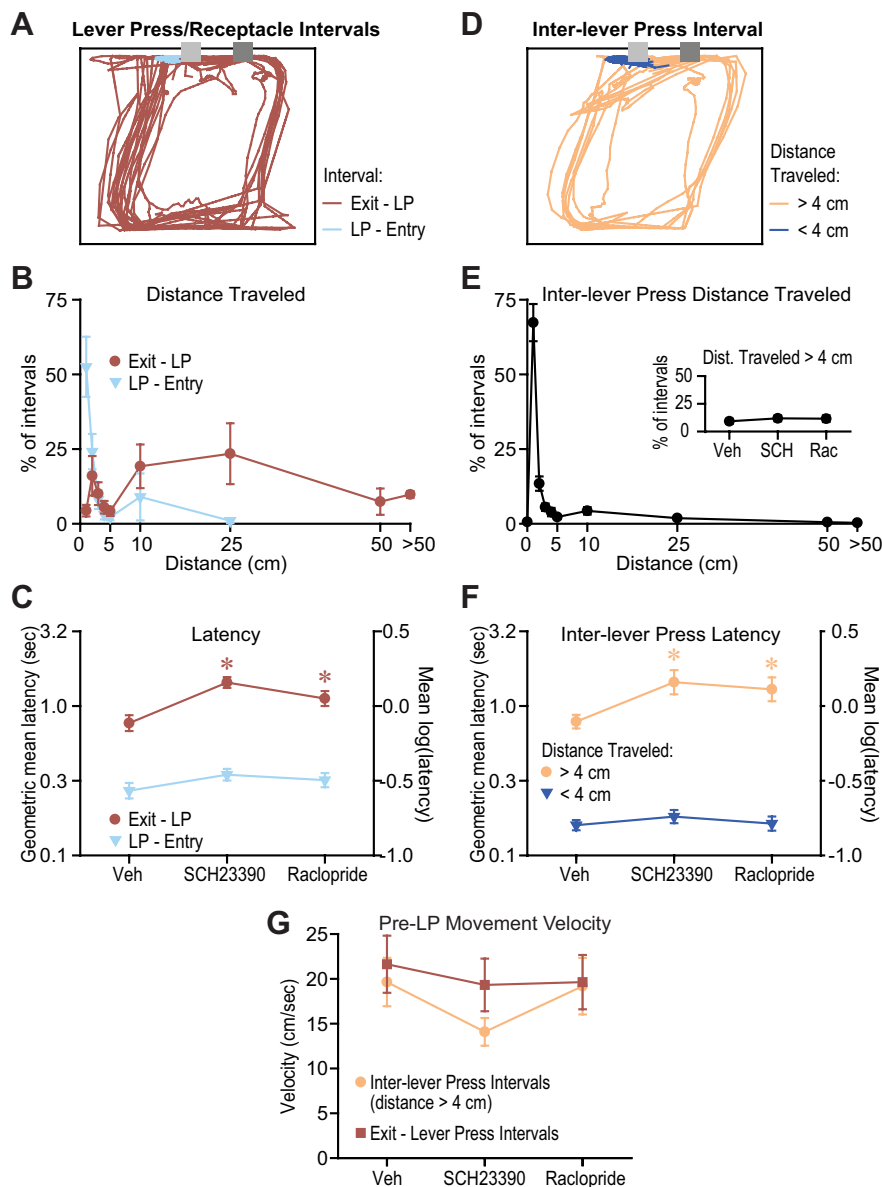 A
Lever Press/Receptacle Intervals
Interval:
Exit - LP
LP - Entry
D
Inter-lever Press Interval
Distance
Traveled:
> 4 cm
< 4 cm
B
Distance Traveled
% of intervals
75
50
25
0
Exit - LP
LP - Entry
0 5 10 25 50 >50
Distance (cm)
E
Inter-lever Press Distance Traveled
% of intervals
75
50
25
0
Dist. Traveled > 4 cm
% of intervals
50
25
0
Veh SCH Rac
0 5 10 25 50 >50
Distance (cm)
C
Latency
Geometric mean latency (sec)
3.2
1.0
0.3
0.1
Mean log(latency)
0.5
0.0
-0.5
-1.0
* *
Exit - LP
LP - Entry
Veh SCH23390 Raclopride
F
Inter-lever Press Latency
Geometric mean latency (sec)
3.2
1.0
0.3
0.1
Mean log(latency)
0.5
0.0
-0.5
-1.0
* *
Distance Traveled:
> 4 cm
< 4 cm
Veh SCH23390 Raclopride
G
Pre-LP Movement Velocity
Velocity (cm/sec)
25
20
15
10
5
0
Inter-lever Press Intervals
(distance > 4 cm)
Exit - Lever Press Intervals
Veh SCH23390 Raclopride